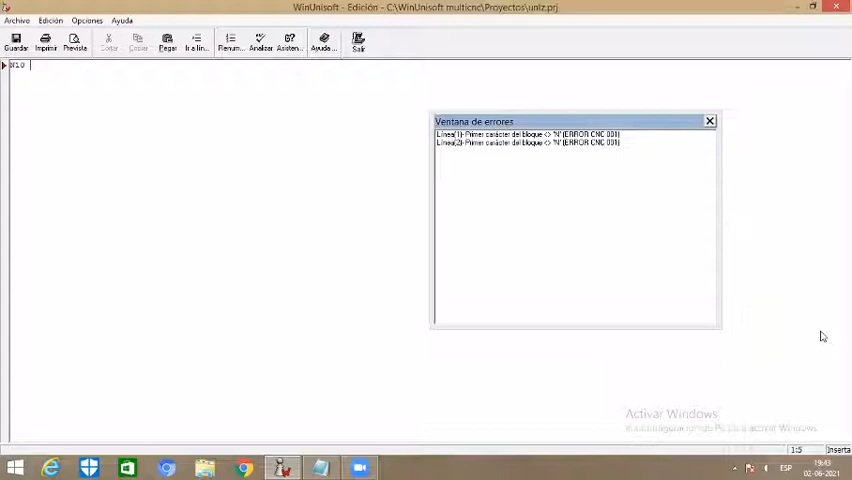 WinUnisoft - Edición - C:\WinUnisoft multicnc\Proyectos\unlz.prj
Archivo Edición Opciones Ayuda
Guardar Imprimir Prevista Cortar Copiar Pegar Ir a lín... Renum... Analizar Asisten... Ayuda... Salir
N10
Ventana de errores
Línea(1)- Primer carácter del bloque <> 'N' (ERROR CNC 001)
Línea(2)- Primer carácter del bloque <> 'N' (ERROR CNC 001)
Activar Windows
1:5 Inserta
ESP
19:43
02-06-2021